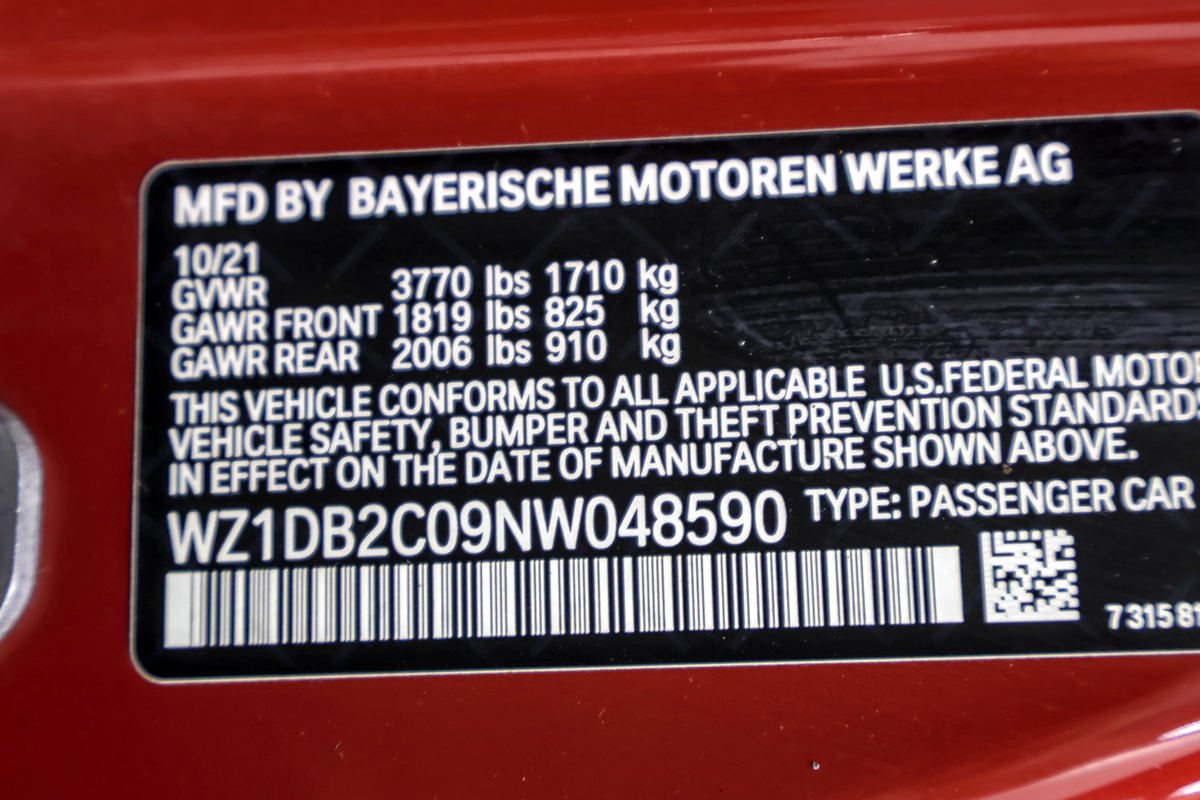 MFD BY BAYERISCHE MOTOREN WERKE AG
10/21
GVWR 3770 lbs 1710 kg
GAWR FRONT 1819 lbs 825 kg
GAWR REAR 2006 lbs 910 kg
THIS VEHICLE CONFORMS TO ALL APPLICABLE U.S.FEDERAL MOTOR
VEHICLE SAFETY, BUMPER AND THEFT PREVENTION STANDARDS
IN EFFECT ON THE DATE OF MANUFACTURE SHOWN ABOVE.
WZ1DB2C09NW048590 TYPE: PASSENGER CAR
7315 81